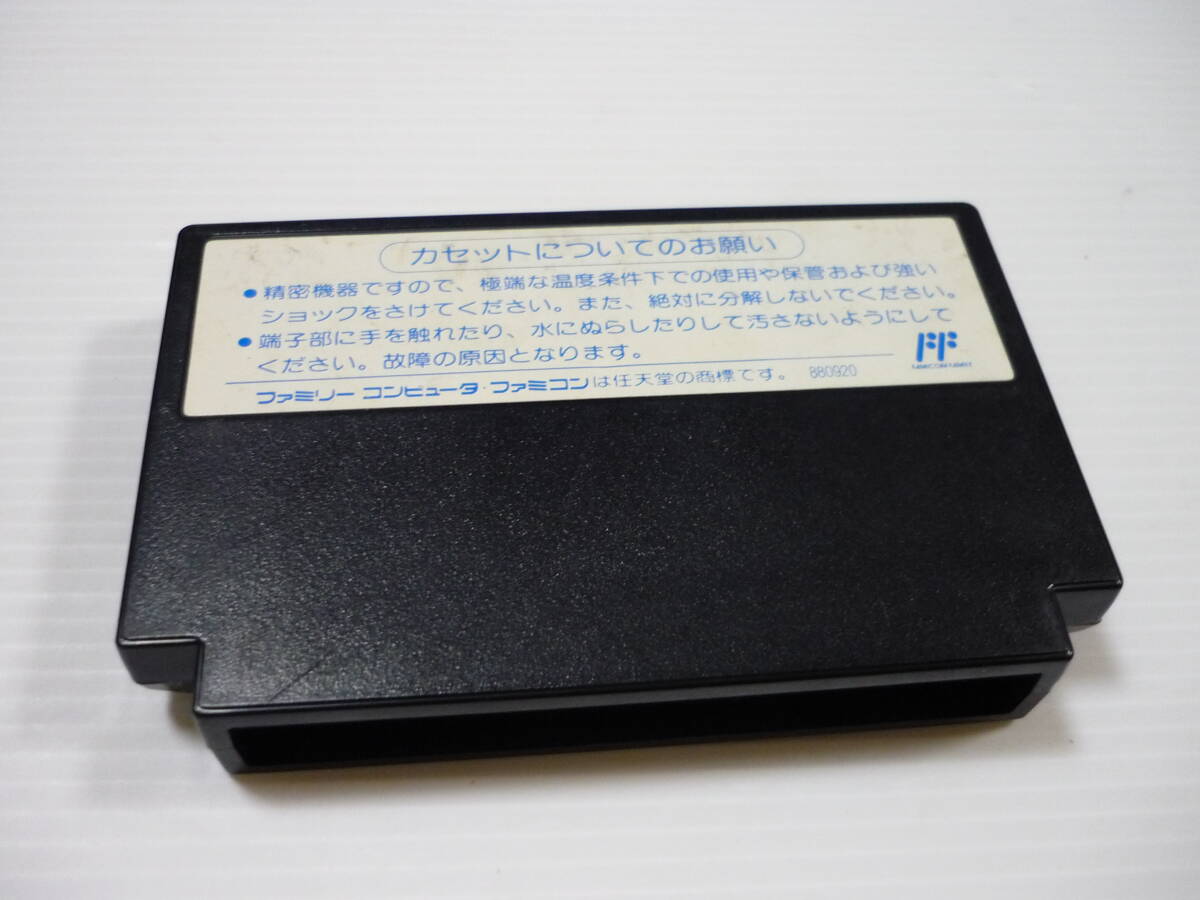 カセットについてのお願い
●精密機器ですので、極端な温度条件下での使用や保管および強い
ショックをさけてください。また、絶対に分解しないでください。
●端子部に手を触れたり、水にぬらしたりして汚さないようにして
ください。故障の原因となります。
FF
FAMICOM FAMILY
ファミリー コンピュータ・ファミコンは任天堂の商標です。 880920